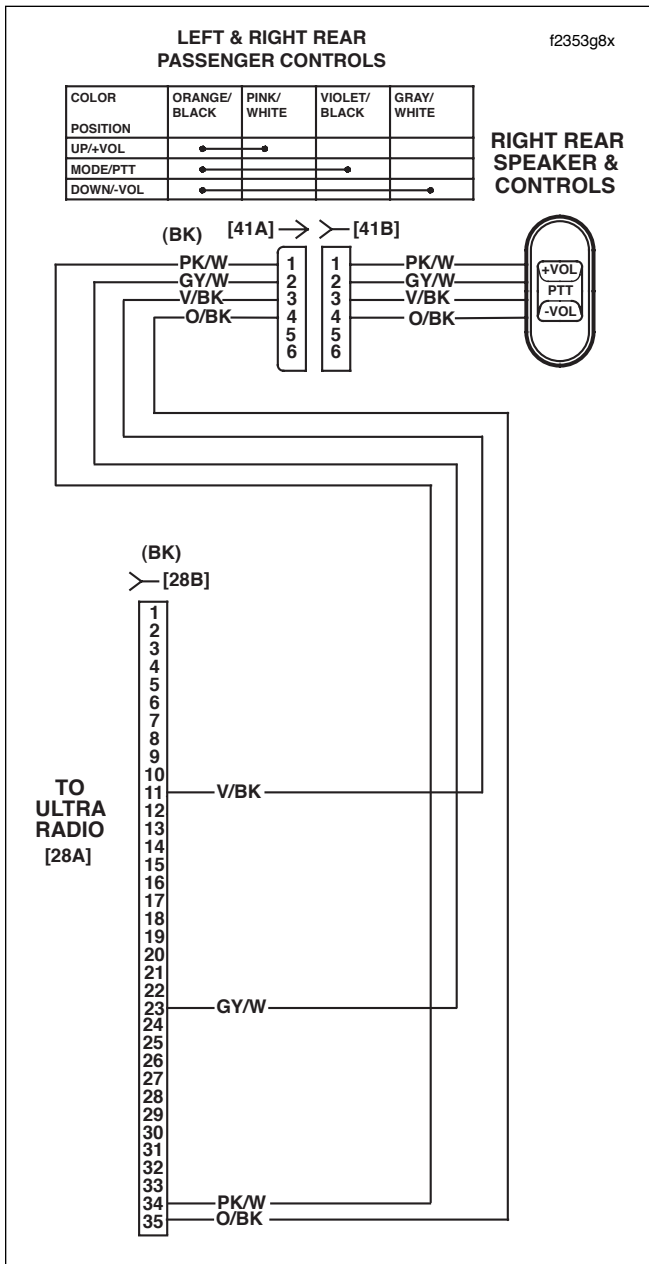 LEFT & RIGHT REAR
PASSENGER CONTROLS
f2353g8x
COLOR ORANGE/ PINK/ VIOLET/ GRAY/
BLACK WHITE BLACK WHITE
POSITION
UP/+VOL
MODE/PTT
DOWN/-VOL
RIGHT REAR
SPEAKER &
CONTROLS
(BK) [41A] [41B]
PK/W 1 1 PK/W
GY/W 2 2 GY/W
V/BK 3 3 V/BK
O/BK 4 4 O/BK
5 5
6 6
+VOL
PTT
-VOL
(BK)
[28B]
1
2
3
4
5
6
7
8
9
10
11 V/BK
12
13
14
15
16
17
18
19
20
21
22
23 GY/W
24
25
26
27
28
29
30
31
32
33
34 PK/W
35 O/BK
TO
ULTRA
RADIO
[28A]